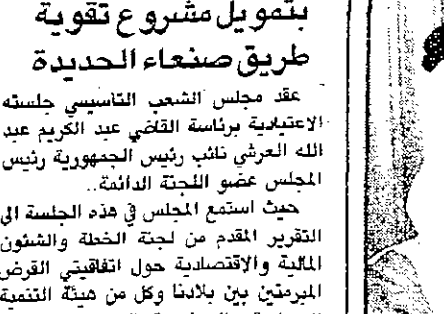 بتمويل مشروع تقوية
طريق صنعاء الحديدة
عقد مجلس الشعب التأسيسي جلسته
الاعتيادية برئاسة القاضي عبد الكريم عبد
الله العرشي نائب رئيس الجمهورية رئيس
المجلس عضو اللجنة الدائمة..
حيث استمع المجلس في هذه الجلسة الى
التقرير المقدم من لجنة الخطة والشئون
المالية والاقتصادية حول اتفاقيتي القرض
المبرمتين بين بلادنا وكل من هيئة التنمية